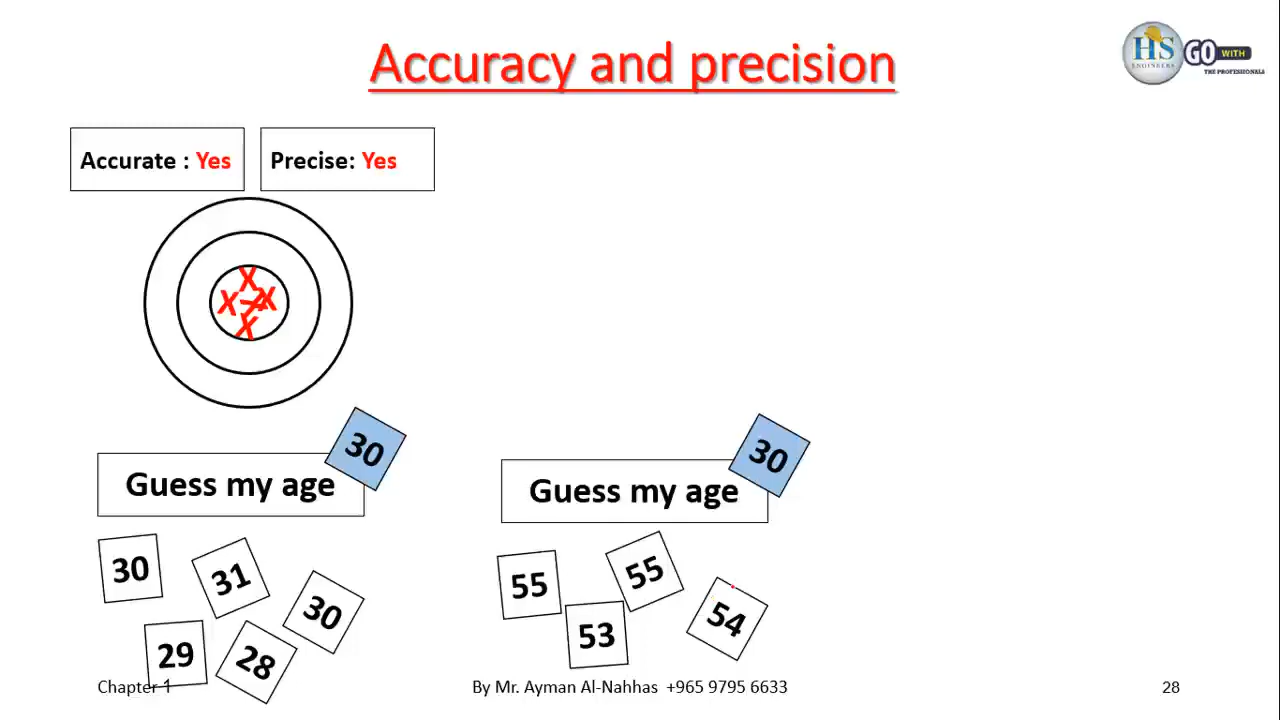 Accuracy and precision
HS
ENGINEERS
GO WITH
THE PROFESSIONALS
Accurate : Yes
Precise: Yes
X
X X X
X
30
Guess my age
30
31
30
29
28
30
Guess my age
55
55
53
54
Chapter 1
By Mr. Ayman Al-Nahhas +965 9795 6633
28